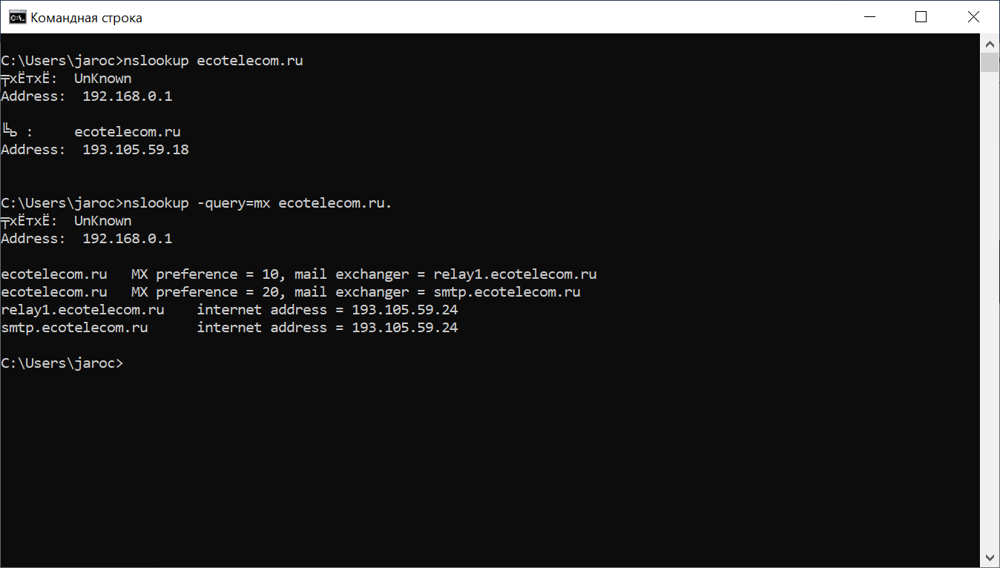 Командная строка
C:\Users\jaroc>nslookup ecotelecom.ru
╤хЁтхЁ:  UnKnown
Address:  192.168.0.1
╚ь :     ecotelecom.ru
Address:  193.105.59.18
C:\Users\jaroc>nslookup -query=mx ecotelecom.ru.
╤хЁтхЁ:  UnKnown
Address:  192.168.0.1
ecotelecom.ru   MX preference = 10, mail exchanger = relay1.ecotelecom.ru
ecotelecom.ru   MX preference = 20, mail exchanger = smtp.ecotelecom.ru
relay1.ecotelecom.ru    internet address = 193.105.59.24
smtp.ecotelecom.ru      internet address = 193.105.59.24
C:\Users\jaroc>